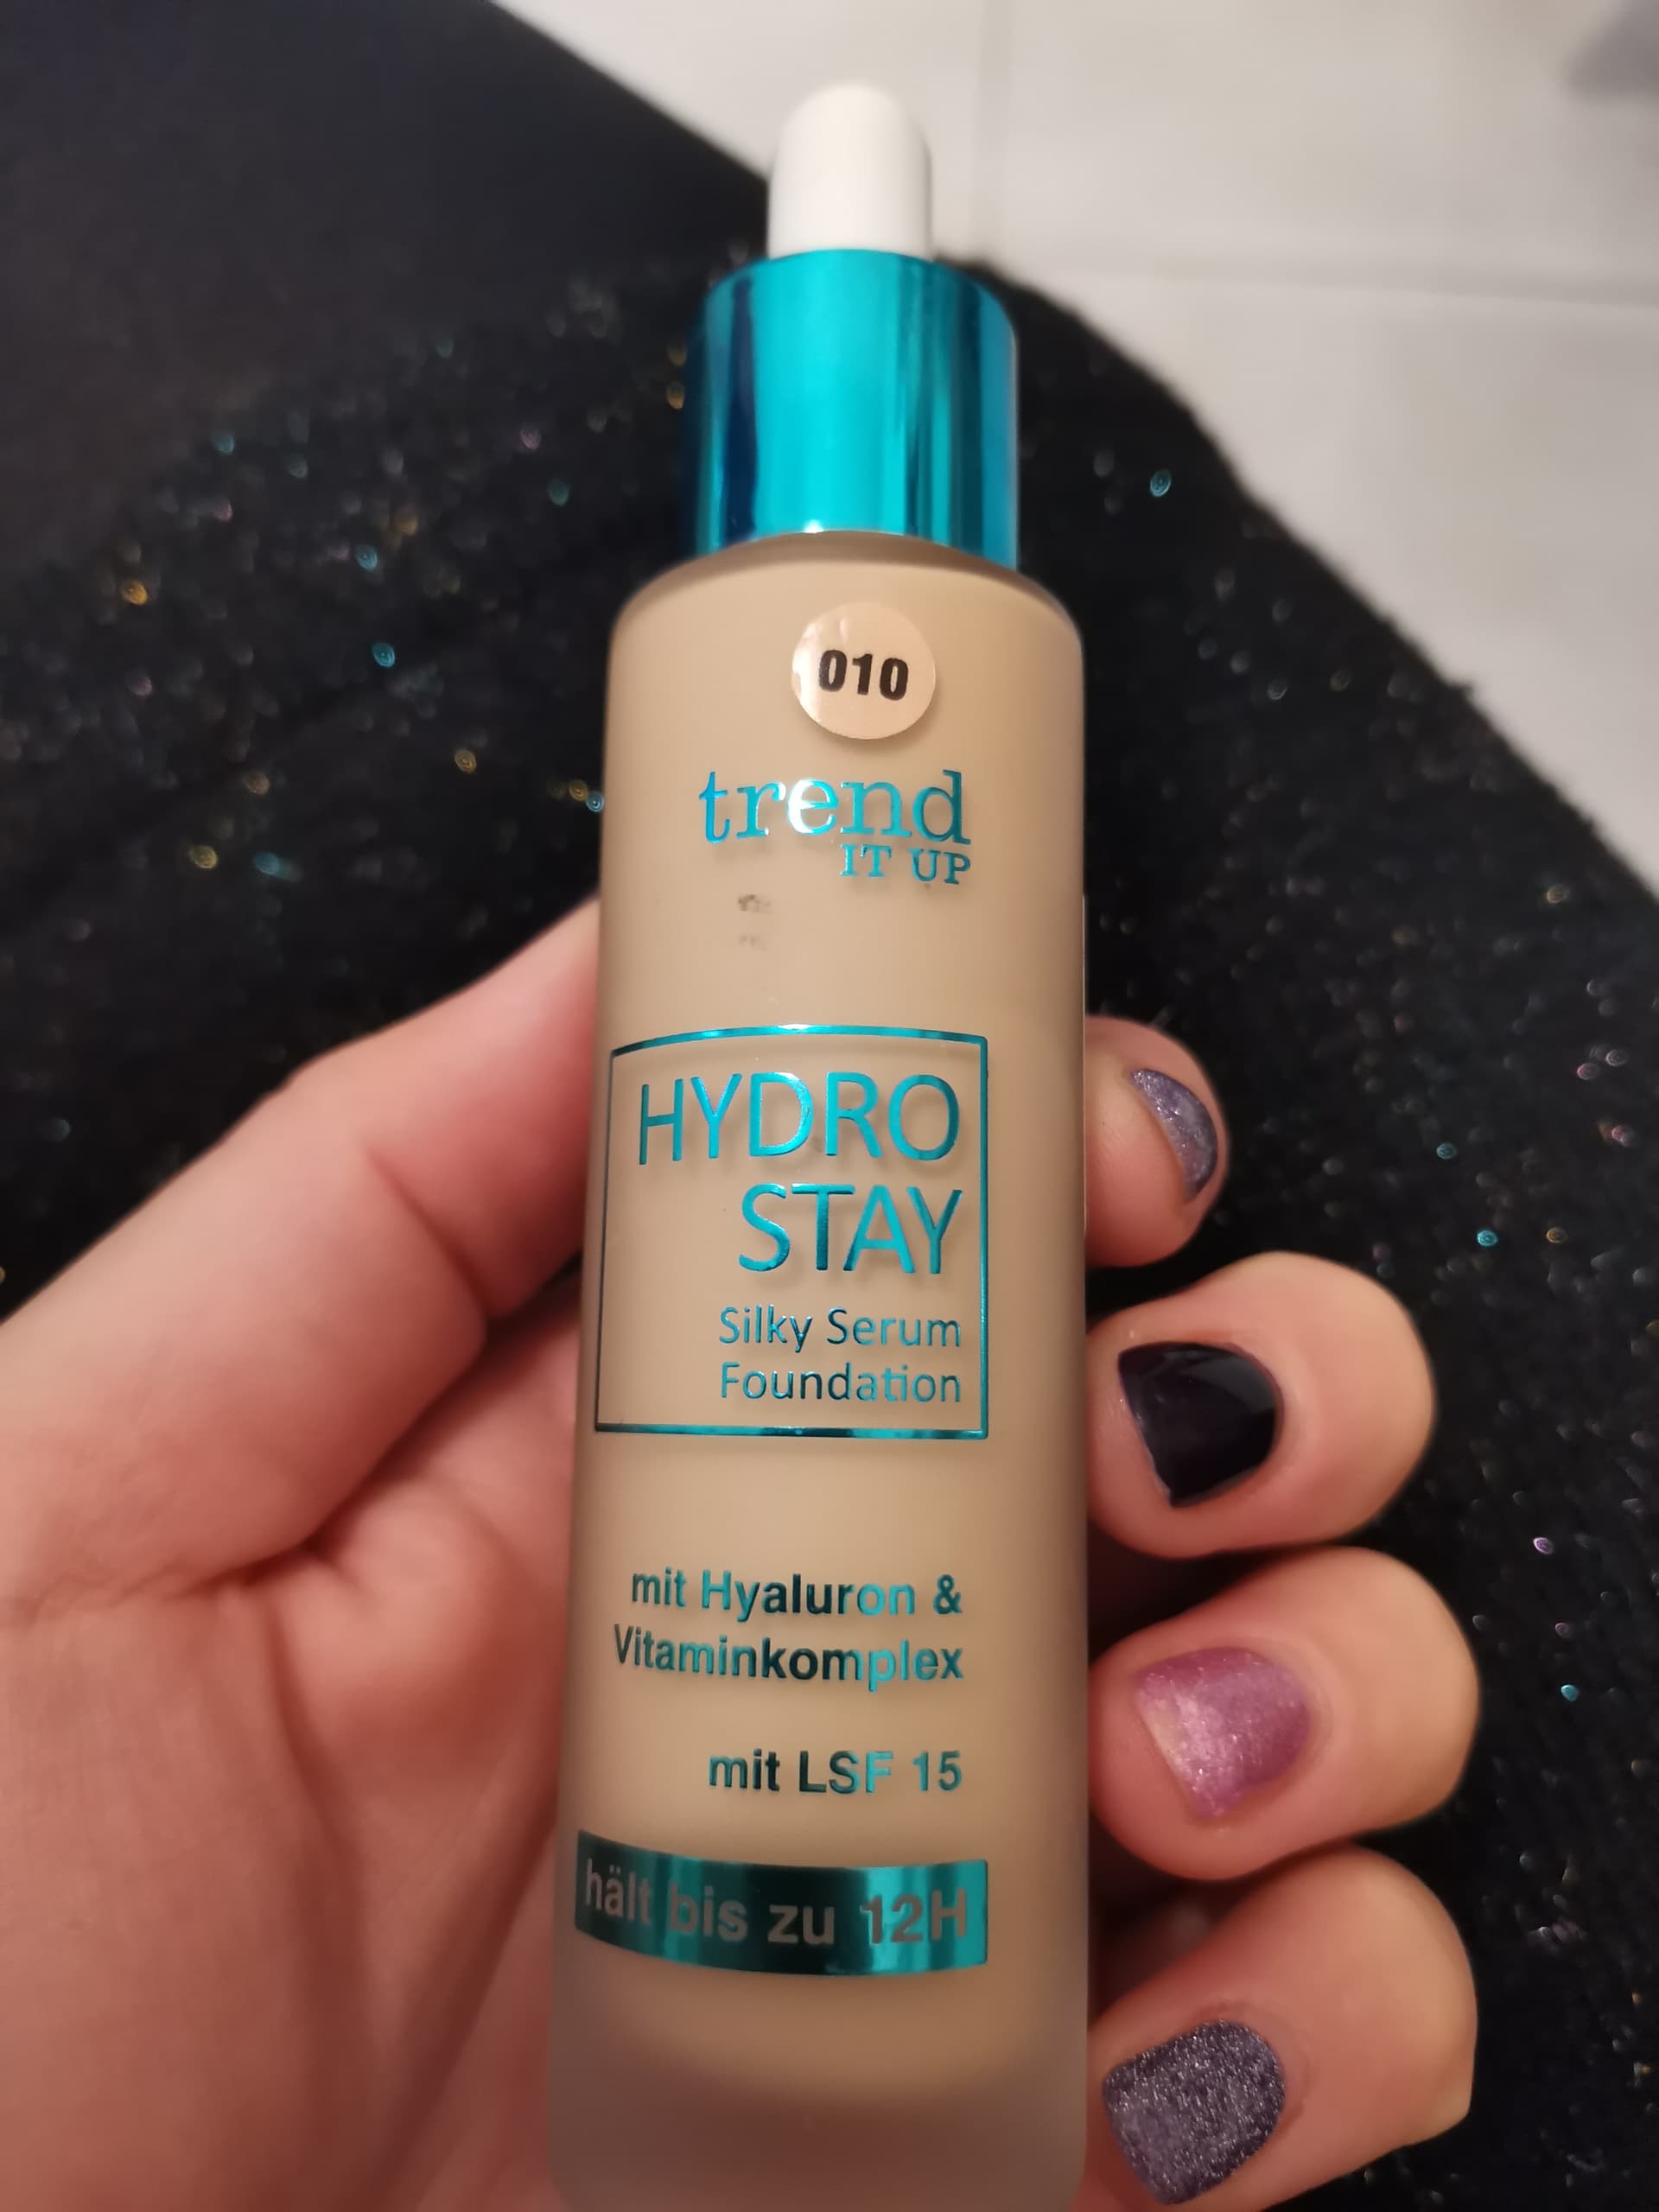 010
trend
IT UP
HYDRO
STAY
Silky Serum
Foundation
mit Hyaluron &
Vitaminkomplex
mit LSF 15
hält bis zu 12H